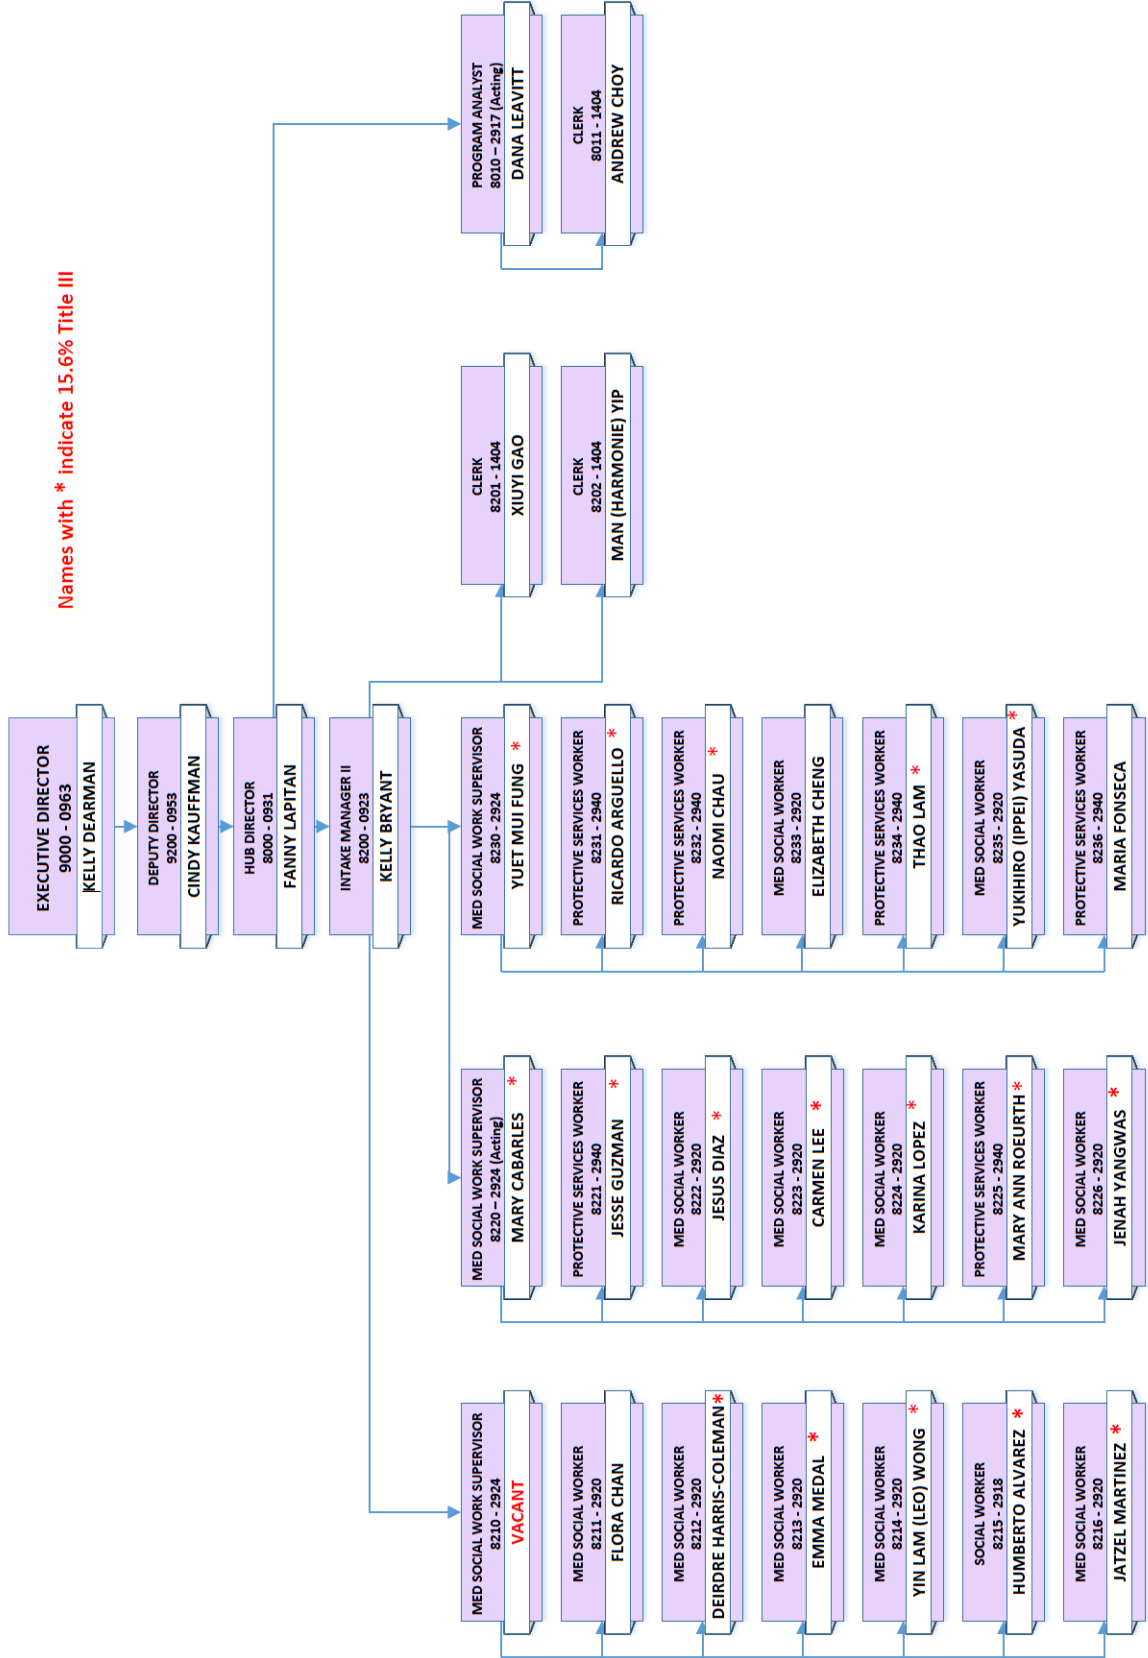 Names with * indicate 15.6% Title III
EXECUTIVE DIRECTOR
9000 - 0963
KELLY DEARMAN
DEPUTY DIRECTOR
9200 - 0953
CINDY KAUFFMAN
HUB DIRECTOR
8000 - 0931
FANNY LAPITAN
INTAKE MANAGER II
8200 - 0923
KELLY BRYANT
MED SOCIAL WORK SUPERVISOR
8210 - 2924
VACANT
MED SOCIAL WORKER
8211 - 2920
FLORA CHAN
MED SOCIAL WORKER
8212 - 2920
DEIRDRE HARRIS-COLEMAN*
MED SOCIAL WORKER
8213 - 2920
EMMA MEDAL *
MED SOCIAL WORKER
8214 - 2920
YIN LAM (LEO) WONG *
SOCIAL WORKER
8215 - 2918
HUMBERTO ALVAREZ *
MED SOCIAL WORKER
8216 - 2920
JATZEL MARTINEZ *
MED SOCIAL WORK SUPERVISOR
8220 – 2924 (Acting)
MARY CABARLES *
PROTECTIVE SERVICES WORKER
8221 - 2940
JESSE GUZMAN *
MED SOCIAL WORKER
8222 - 2920
JESUS DIAZ *
MED SOCIAL WORKER
8223 - 2920
CARMEN LEE *
MED SOCIAL WORKER
8224 - 2920
KARINA LOPEZ *
PROTECTIVE SERVICES WORKER
8225 - 2940
MARY ANN ROEURTH *
MED SOCIAL WORKER
8226 - 2920
JENAH YANGWAS *
MED SOCIAL WORK SUPERVISOR
8230 - 2924
YUET MUI FUNG *
PROTECTIVE SERVICES WORKER
8231 - 2940
RICARDO ARGUELLO *
PROTECTIVE SERVICES WORKER
8232 - 2940
NAOMI CHAU *
MED SOCIAL WORKER
8233 - 2920
ELIZABETH CHENG
PROTECTIVE SERVICES WORKER
8234 - 2940
THAO LAM *
MED SOCIAL WORKER
8235 - 2920
YUKIHIRO (IPPEI) YASUDA *
PROTECTIVE SERVICES WORKER
8236 - 2940
MARIA FONSECA
CLERK
8201 - 1404
XIUYI GAO
CLERK
8202 - 1404
MAN (HARMONIE) YIP
PROGRAM ANALYST
8010 – 2917 (Acting)
DANA LEAVITT
CLERK
8011 - 1404
ANDREW CHOY